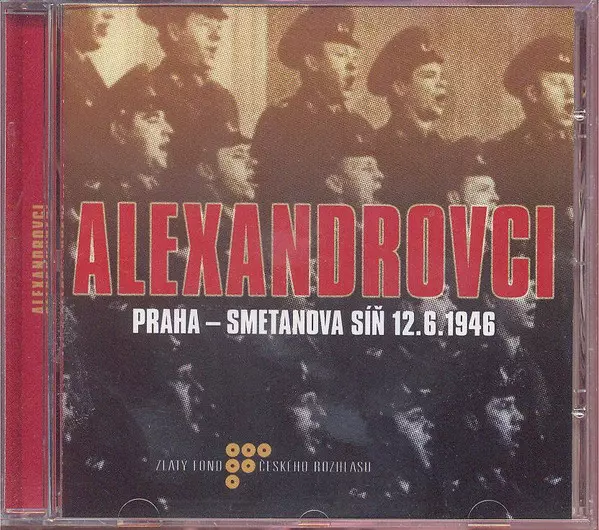 ALEXANDROVCI
ALEXANDROVCI
PRAHA – SMETANOVA SÍŇ 12.6.1946
ZLATÝ FOND ČESKÉHO ROZHLASU